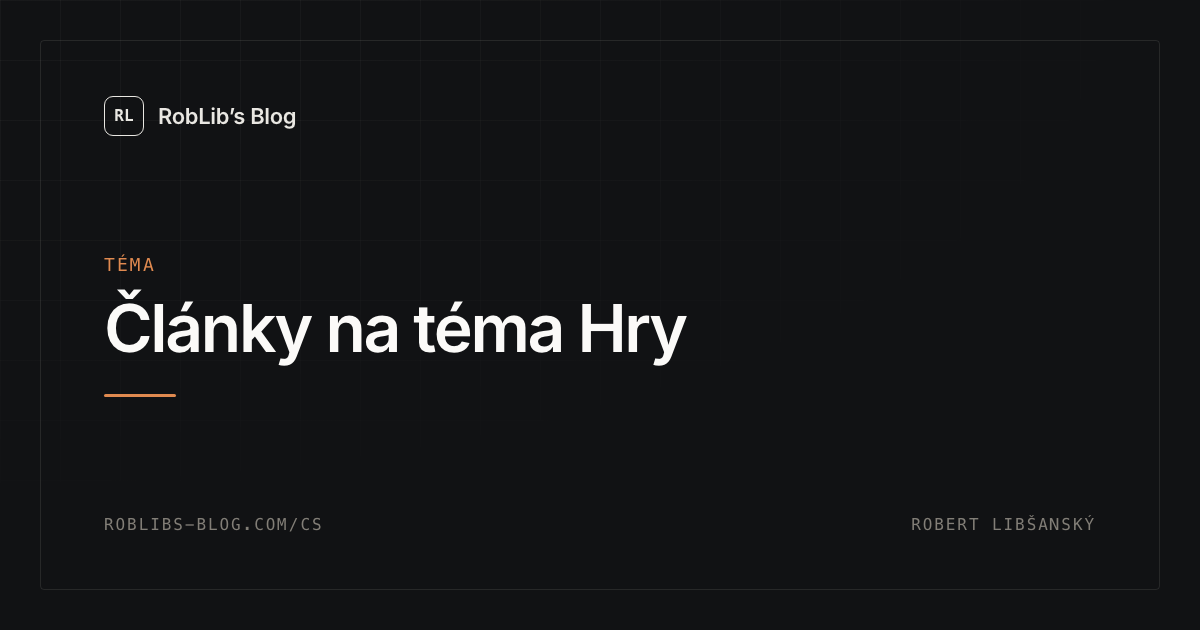 RL
RobLib’s Blog
TÉMA
Články na téma Hry
ROBLIBS–BLOG.COM/CS
ROBERT LIBŠANSKÝ